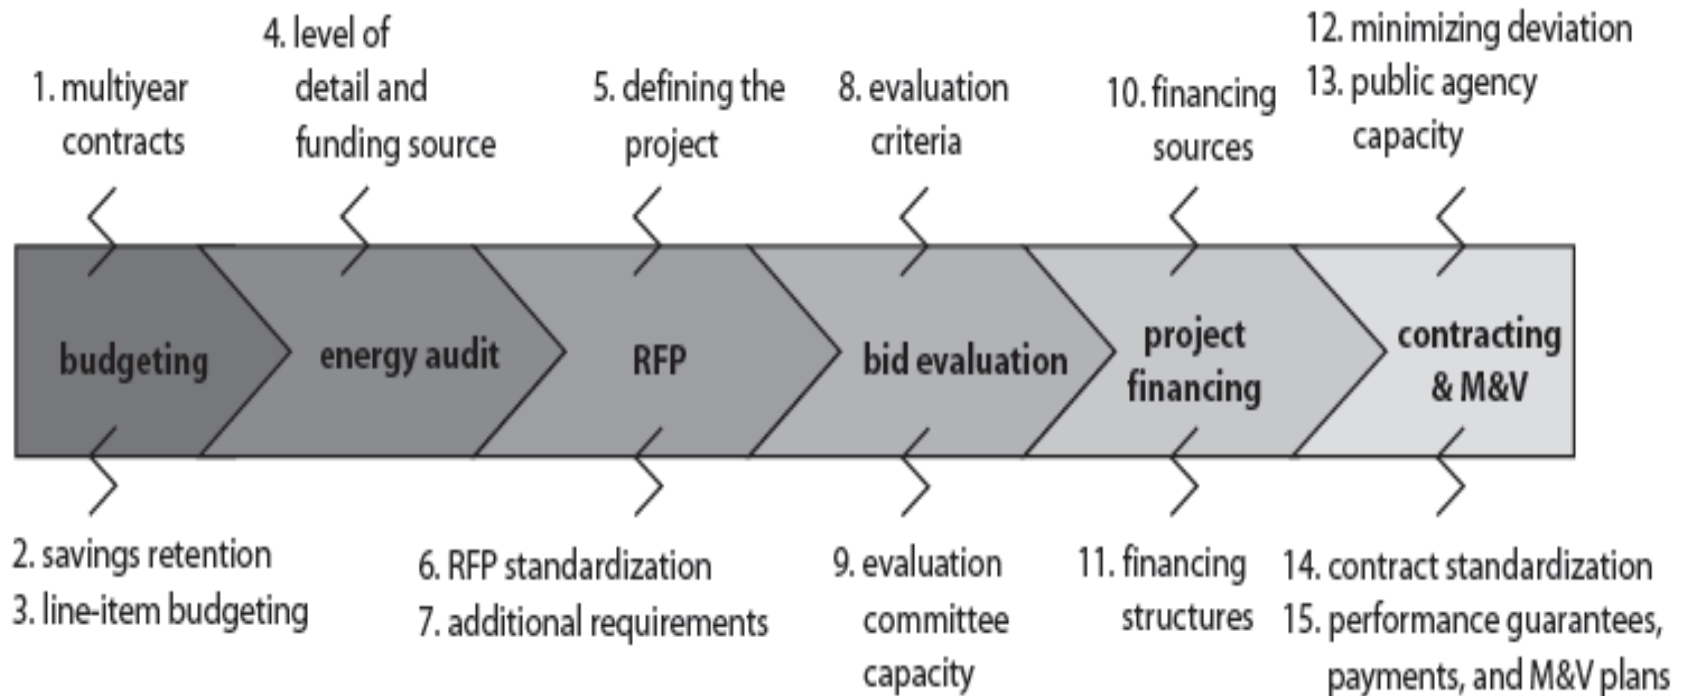 1. multiyear
contracts
4. level of
detail and
funding source
5. defining the
project
8. evaluation
criteria
10. financing
sources
12. minimizing deviation
13. public agency
capacity
budgeting
energy audit
RFP
bid evaluation
project
financing
contracting
& M&V
2. savings retention
3. line-item budgeting
6. RFP standardization
7. additional requirements
9. evaluation
committee
capacity
11. financing
structures
14. contract standardization
15. performance guarantees,
payments, and M&V plans